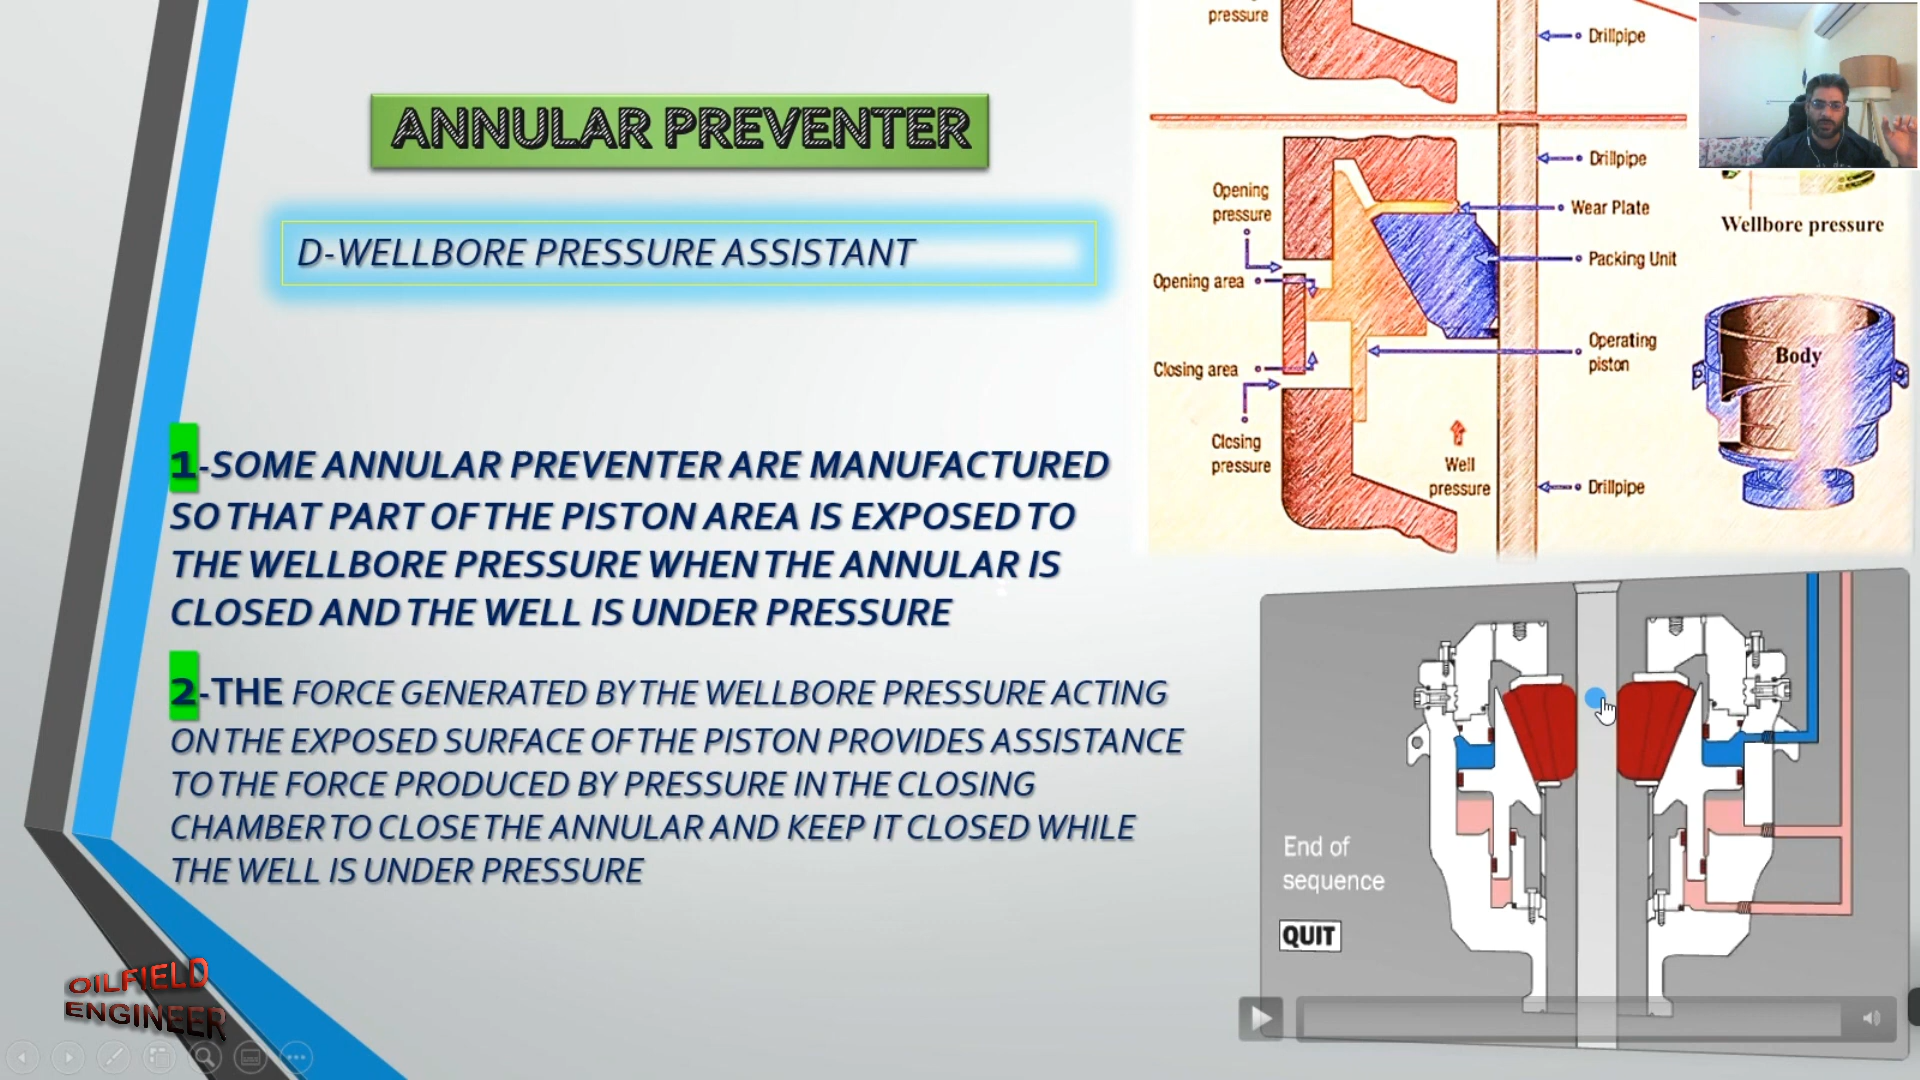 ANNULAR PREVENTER
D-WELLBORE PRESSURE ASSISTANT
1-SOME ANNULAR PREVENTER ARE MANUFACTURED
SO THAT PART OF THE PISTON AREA IS EXPOSED TO
THE WELLBORE PRESSURE WHEN THE ANNULAR IS
CLOSED AND THE WELL IS UNDER PRESSURE
2-THE FORCE GENERATED BY THE WELLBORE PRESSURE ACTING
ON THE EXPOSED SURFACE OF THE PISTON PROVIDES ASSISTANCE
TO THE FORCE PRODUCED BY PRESSURE IN THE CLOSING
CHAMBER TO CLOSE THE ANNULAR AND KEEP IT CLOSED WHILE
THE WELL IS UNDER PRESSURE
OILFIELD
ENGINEER
pressure
Drillpipe
Drillpipe
Opening
pressure
Wear Plate
Packing Unit
Opening area
Operating
piston
Closing area
Closing
pressure
Well
pressure
Drillpipe
Wellbore pressure
Body
End of
sequence
QUIT